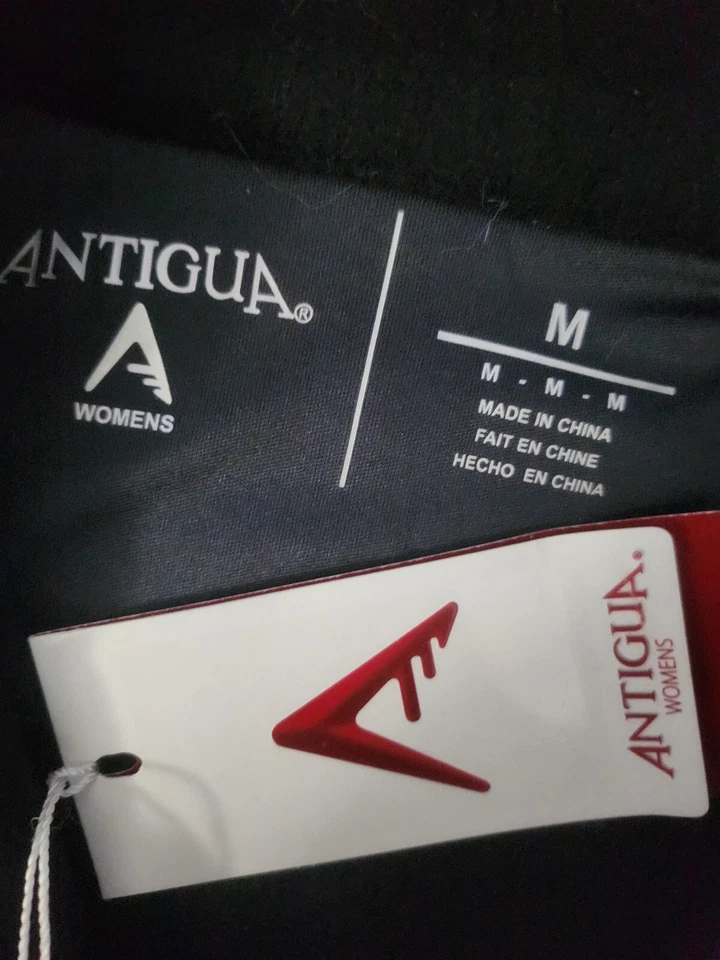 ANTIGUA®
WOMENS
M
M - M - M
MADE IN CHINA
FAIT EN CHINE
HECHO EN CHINA
ANTIGUA®
WOMENS